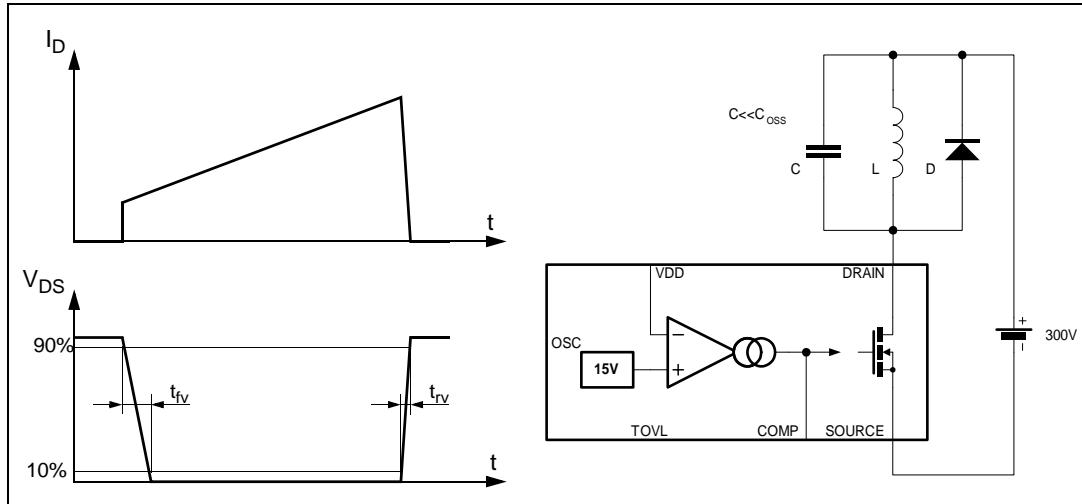 I_D
t
V_DS
90%
t_fv
t_rv
10%
t
C<<C_OSS
C
L
D
VDD
DRAIN
OSC
15V
−
+
TOVL
COMP
SOURCE
+
−
300V